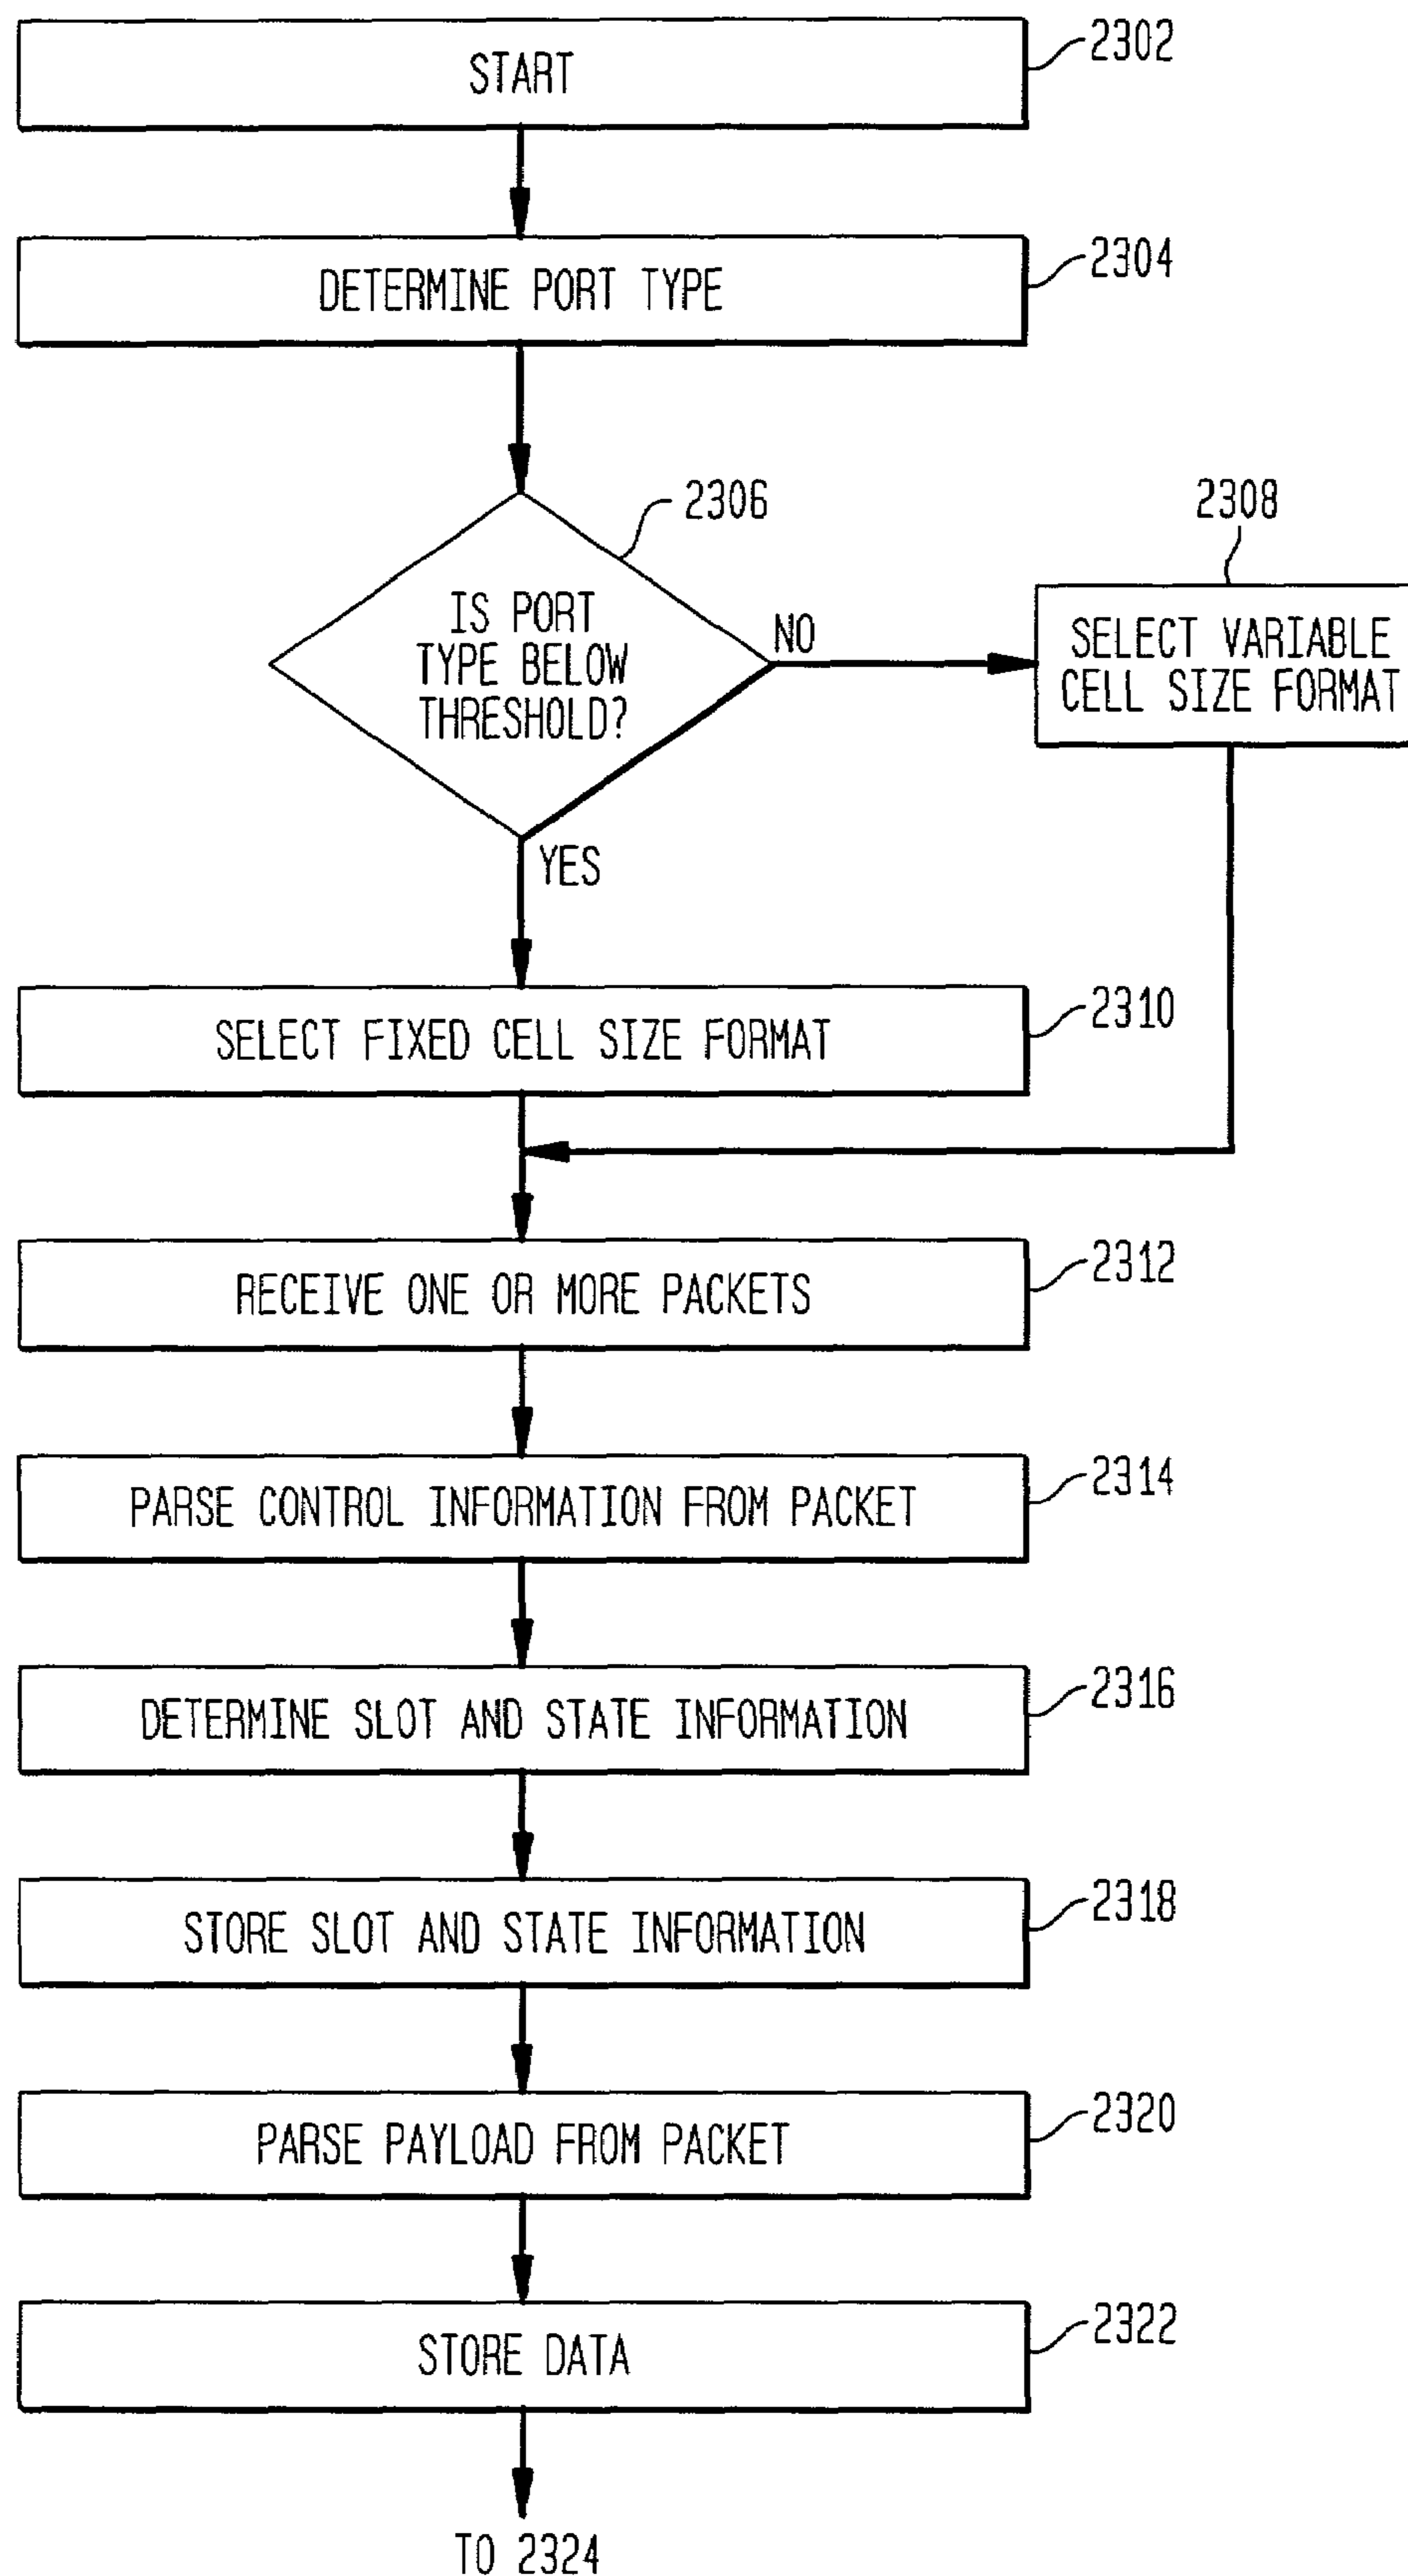 START
2302
DETERMINE PORT TYPE
2304
2306
IS PORT
TYPE BELOW
THRESHOLD?
NO
2308
SELECT VARIABLE
CELL SIZE FORMAT
YES
SELECT FIXED CELL SIZE FORMAT
2310
RECEIVE ONE OR MORE PACKETS
2312
PARSE CONTROL INFORMATION FROM PACKET
2314
DETERMINE SLOT AND STATE INFORMATION
2316
STORE SLOT AND STATE INFORMATION
2318
PARSE PAYLOAD FROM PACKET
2320
STORE DATA
2322
TO 2324